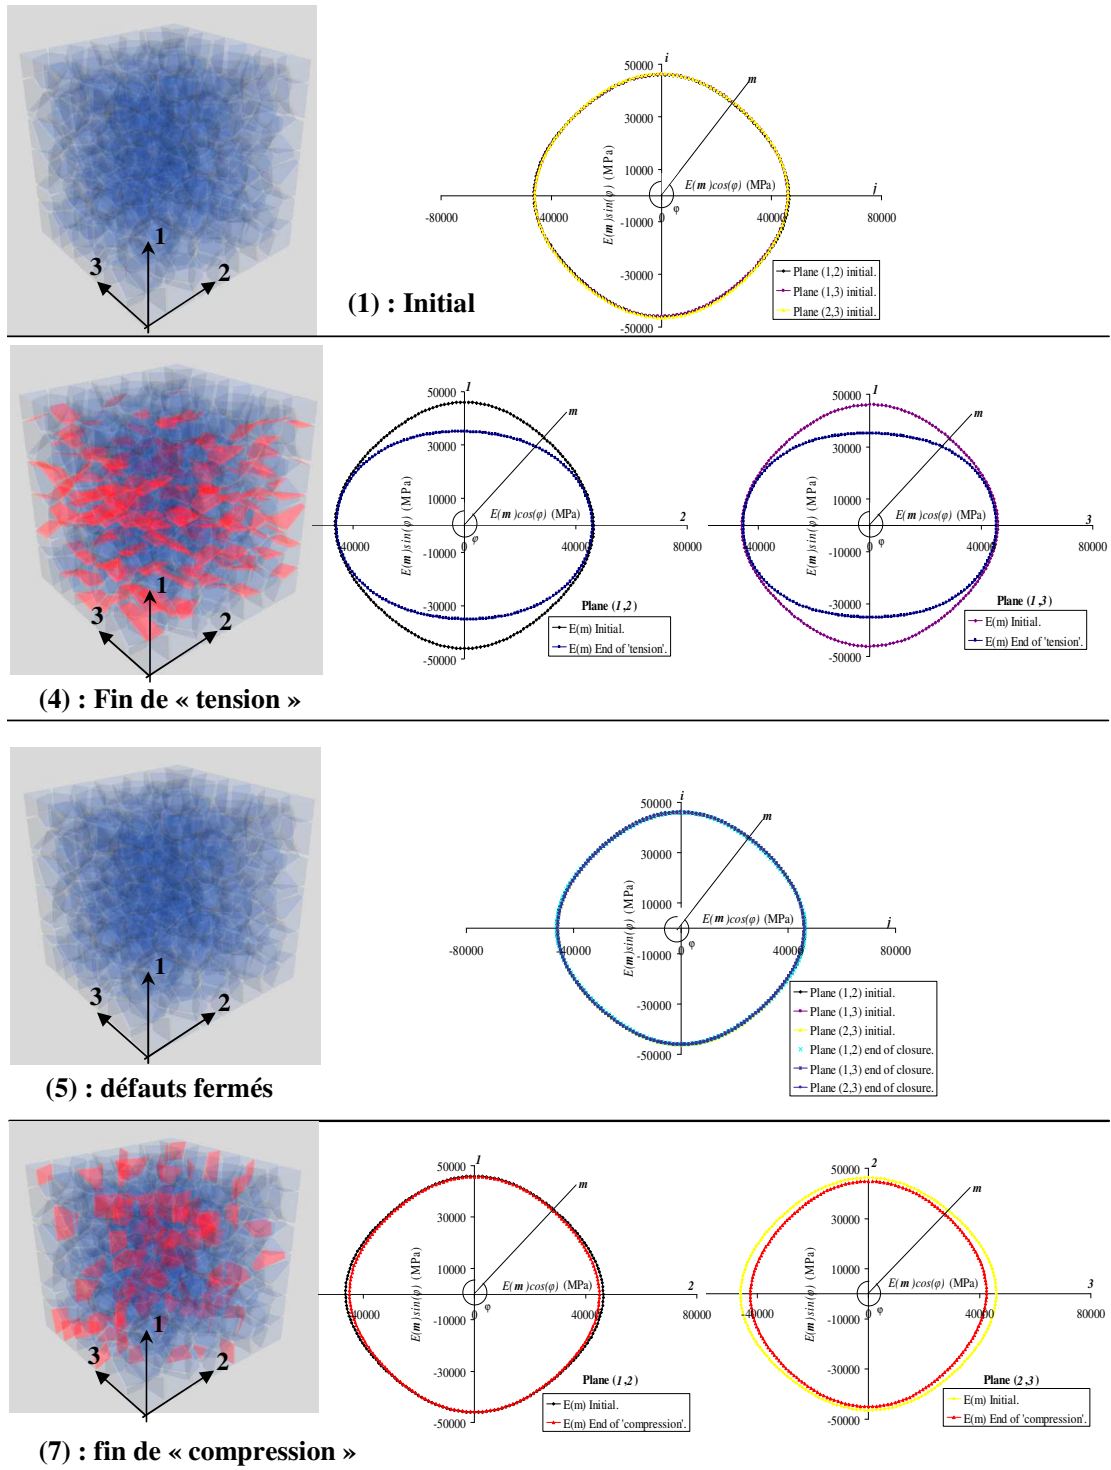 1
2
3
(1) : Initial
i
50000
m
30000
10000
E(m)sin(φ) (MPa)
E(m)cos(φ) (MPa)
j
-80000
-40000
0
φ
40000
80000
-10000
-30000
-50000
Plane (1,2) initial.
Plane (1,3) initial.
Plane (2,3) initial.
1
2
3
(4) : Fin de « tension »
1
50000
m
30000
10000
E(m)sin(φ) (MPa)
E(m)cos(φ) (MPa)
2
-40000
0
φ
40000
80000
-10000
-30000
-50000
Plane (1,2)
E(m) Initial.
E(m) End of 'tension'.
1
50000
m
30000
10000
E(m)sin(φ) (MPa)
E(m)cos(φ) (MPa)
3
-40000
0
φ
40000
80000
-10000
-30000
-50000
Plane (1,3)
E(m) Initial.
E(m) End of 'tension'.
1
2
3
(5) : défauts fermés
i
50000
m
30000
10000
E(m)sin(φ) (MPa)
E(m)cos(φ) (MPa)
j
-80000
-40000
0
φ
40000
80000
-10000
-30000
-50000
Plane (1,2) initial.
Plane (1,3) initial.
Plane (2,3) initial.
Plane (1,2) end of closure.
Plane (1,3) end of closure.
Plane (2,3) end of closure.
1
2
3
(7) : fin de « compression »
1
50000
m
30000
10000
E(m)sin(φ) (MPa)
E(m)cos(φ) (MPa)
2
-40000
0
φ
40000
80000
-10000
-30000
-50000
Plane (1,2)
E(m) Initial.
E(m) End of 'compression'.
2
50000
m
30000
10000
E(m)sin(φ) (MPa)
E(m)cos(φ) (MPa)
3
-40000
0
φ
40000
80000
-10000
-30000
-50000
Plane (2,3)
E(m) Initial.
E(m) End of 'compression'.